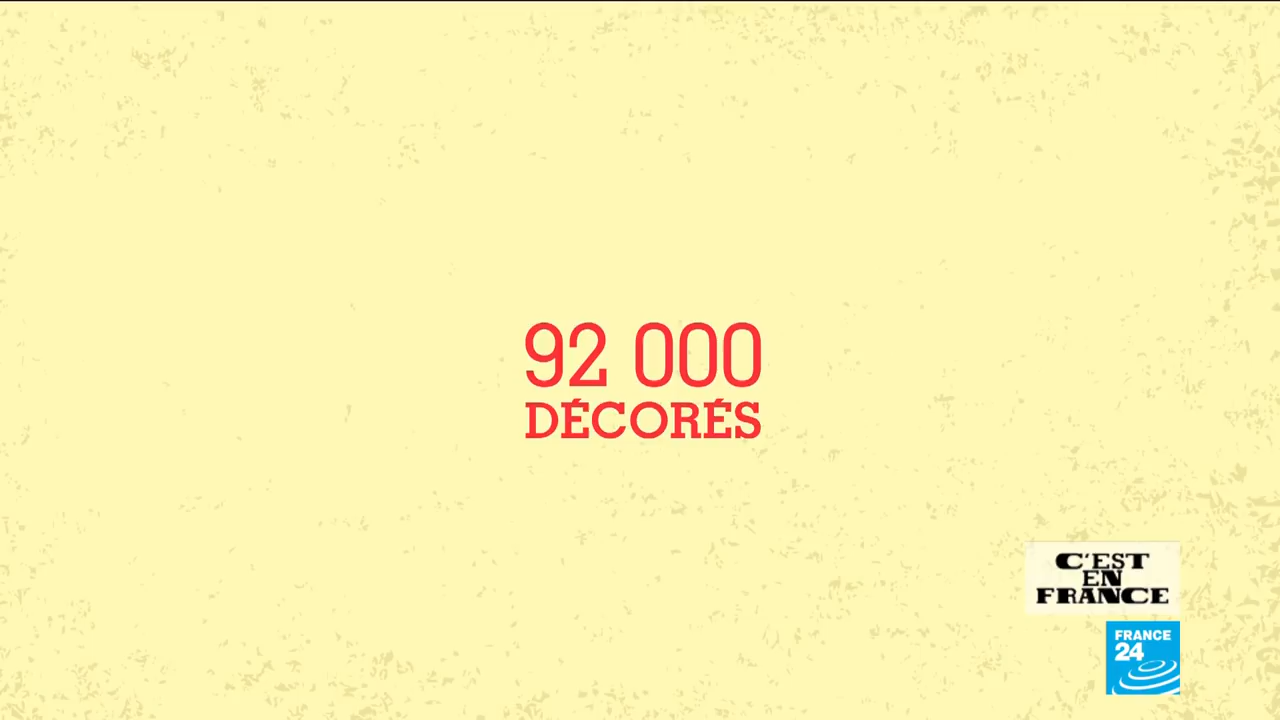 92 000
DÉCORÉS
C'EST
EN
FRANCE
FRANCE
24